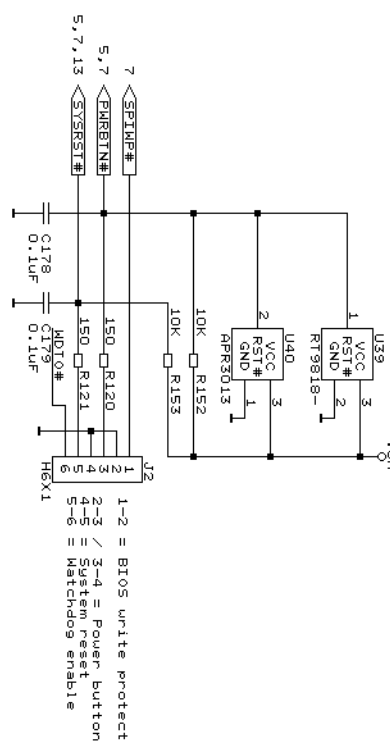 5,7,13
SYSRST#
5,7
PWRBTN#
7
SPIWP#
C178
0.1uF
C179
0.1uF
WDTO#
150
R121
150
R120
10K
R153
10K
R152
2
VCC
RST#
GND
U40
APR3013
1
3
1
VCC
RST#
GND
U39
RT9818-
2
3
6
5
4
3
2
1
J2
H6X1
1-2 = BIOS write protect
2-3 / 3-4 = Power button
4-5 = System reset
5-6 = Watchdog enable